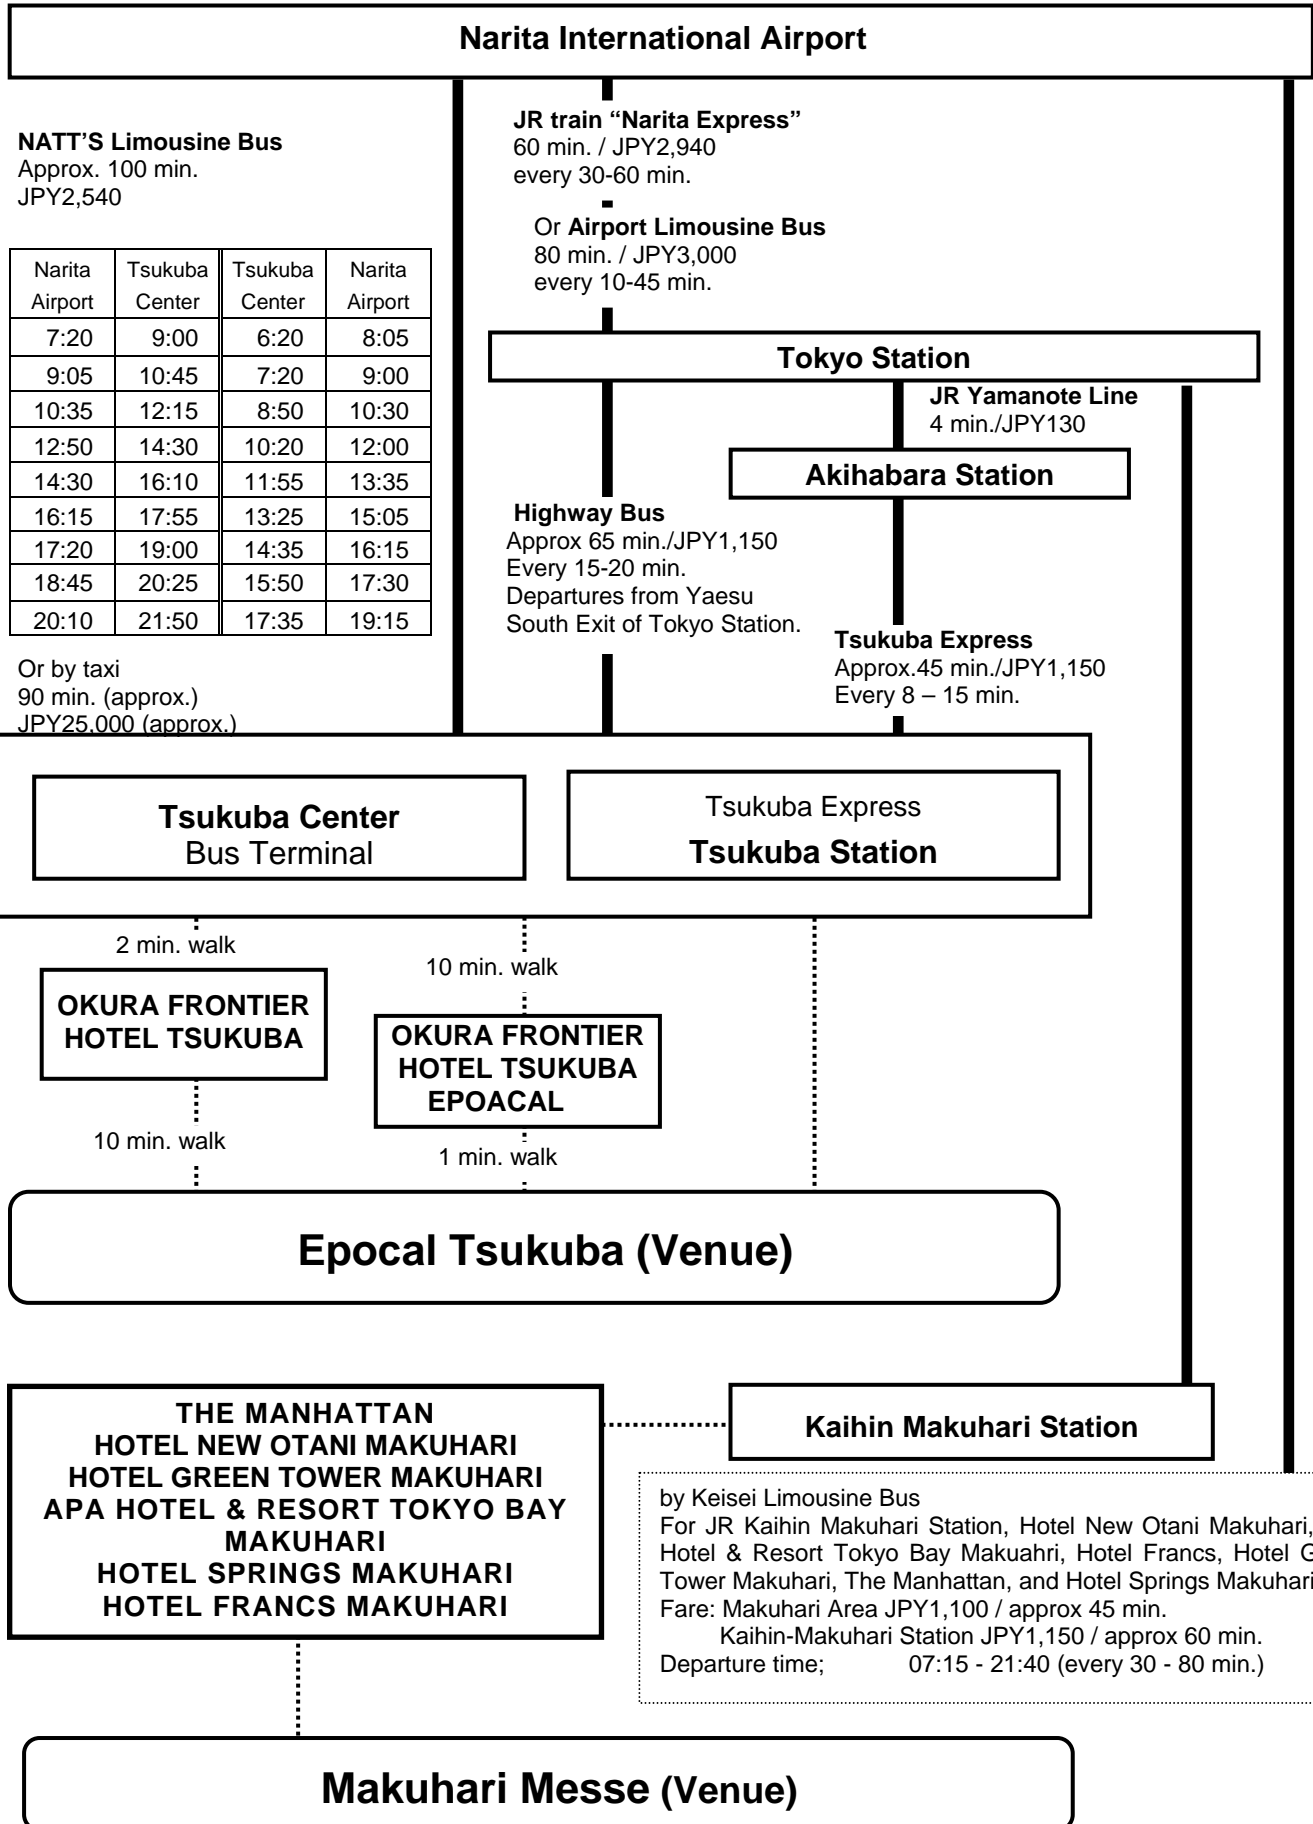 Narita International Airport
NATT'S Limousine Bus
Approx. 100 min.
JPY2,540
Narita Airport Tsukuba Center Tsukuba Center Narita Airport
7:20 9:00 6:20 8:05
9:05 10:45 7:20 9:00
10:35 12:15 8:50 10:30
12:50 14:30 10:20 12:00
14:30 16:10 11:55 13:35
16:15 17:55 13:25 15:05
17:20 19:00 14:35 16:15
18:45 20:25 15:50 17:30
20:10 21:50 17:35 19:15
Or by taxi
90 min. (approx.)
JPY25,000 (approx.)
JR train “Narita Express”
60 min. / JPY2,940
every 30-60 min.
Or Airport Limousine Bus
80 min. / JPY3,000
every 10-45 min.
Tokyo Station
JR Yamanote Line
4 min./JPY130
Akihabara Station
Highway Bus
Approx 65 min./JPY1,150
Every 15-20 min.
Departures from Yaesu
South Exit of Tokyo Station.
Tsukuba Express
Approx.45 min./JPY1,150
Every 8 – 15 min.
Tsukuba Center
Bus Terminal
Tsukuba Express
Tsukuba Station
2 min. walk
OKURA FRONTIER
HOTEL TSUKUBA
10 min. walk
10 min. walk
OKURA FRONTIER
HOTEL TSUKUBA
EPOACAL
1 min. walk
Epocal Tsukuba (Venue)
THE MANHATTAN
HOTEL NEW OTANI MAKUHARI
HOTEL GREEN TOWER MAKUHARI
APA HOTEL & RESORT TOKYO BAY
MAKUHARI
HOTEL SPRINGS MAKUHARI
HOTEL FRANCS MAKUHARI
Kaihin Makuhari Station
by Keisei Limousine Bus
For JR Kaihin Makuhari Station, Hotel New Otani Makuhari,
Hotel & Resort Tokyo Bay Makuahri, Hotel Francs, Hotel
Tower Makuhari, The Manhattan, and Hotel Springs Makuhari
Fare: Makuhari Area JPY1,100 / approx 45 min.
Kaihin-Makuhari Station JPY1,150 / approx 60 min.
Departure time; 07:15 - 21:40 (every 30 - 80 min.)
Makuhari Messe (Venue)